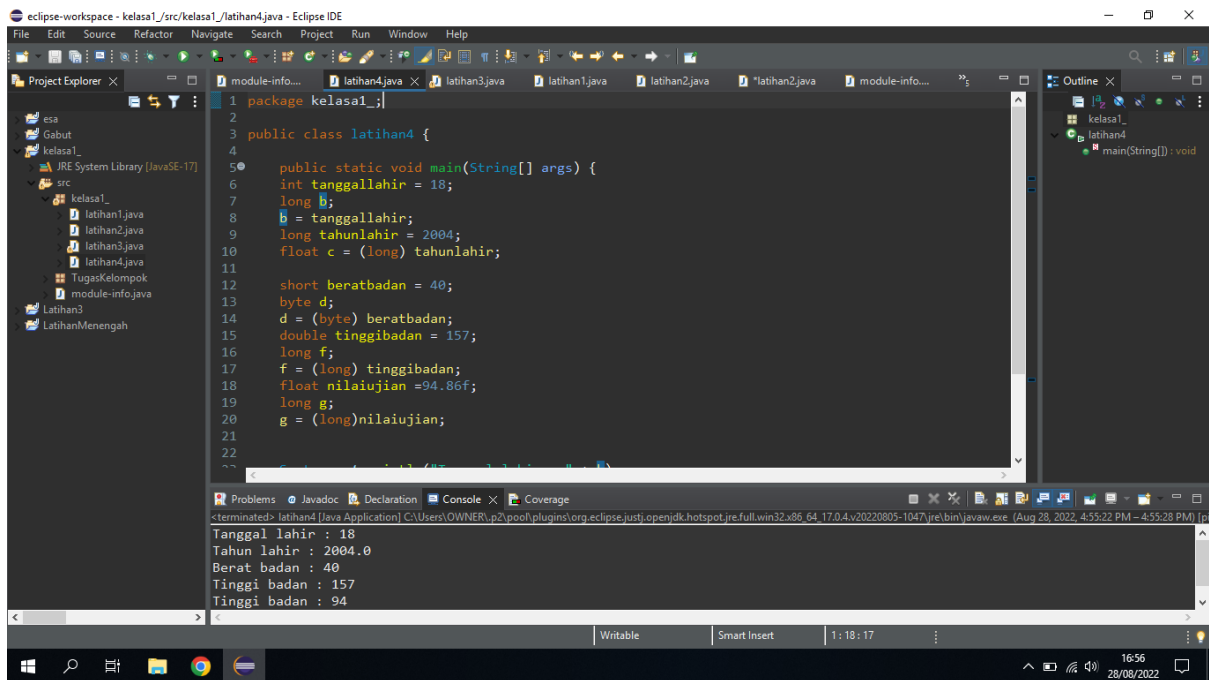 eclipse-workspace - kelasa1_/src/kelasa1_/latihan4.java - Eclipse IDE
File Edit Source Refactor Navigate Search Project Run Window Help
Project Explorer
esa
Gabut
kelasa1_
JRE System Library [JavaSE-17]
src
kelasa1_
latihan1.java
latihan2.java
latihan3.java
latihan4.java
TugasKelompok
module-info.java
Latihan3
LatihanMenengah
module-info.... latihan4.java latihan3.java latihan1.java latihan2.java *latihan2.java module-info.... »5
1 package kelasa1_;
2
3 public class latihan4 {
4
5 public static void main(String[] args) {
6 int tanggallahir = 18;
7 long b;
8 b = tanggallahir;
9 long tahunlahir = 2004;
10 float c = (long) tahunlahir;
11
12 short beratbadan = 40;
13 byte d;
14 d = (byte) beratbadan;
15 double tinggibadan = 157;
16 long f;
17 f = (long) tinggibadan;
18 float nilaiujian =94.86f;
19 long g;
20 g = (long)nilaiujian;
21
22
Outline
kelasa1_
latihan4
main(String[]) : void
Problems Javadoc Declaration Console Coverage
<terminated> latihan4 [Java Application] C:\Users\OWNER\.p2\pool\plugins\org.eclipse.justj.openjdk.hotspot.jre.full.win32.x86_64_17.0.4.v20220805-1047\jre\bin\javaw.exe (Aug 28, 2022, 4:55:22 PM – 4:55:28 PM) [pi
Tanggal lahir : 18
Tahun lahir : 2004.0
Berat badan : 40
Tinggi badan : 157
Tinggi badan : 94
Writable Smart Insert 1 : 18 : 17
16:56
28/08/2022